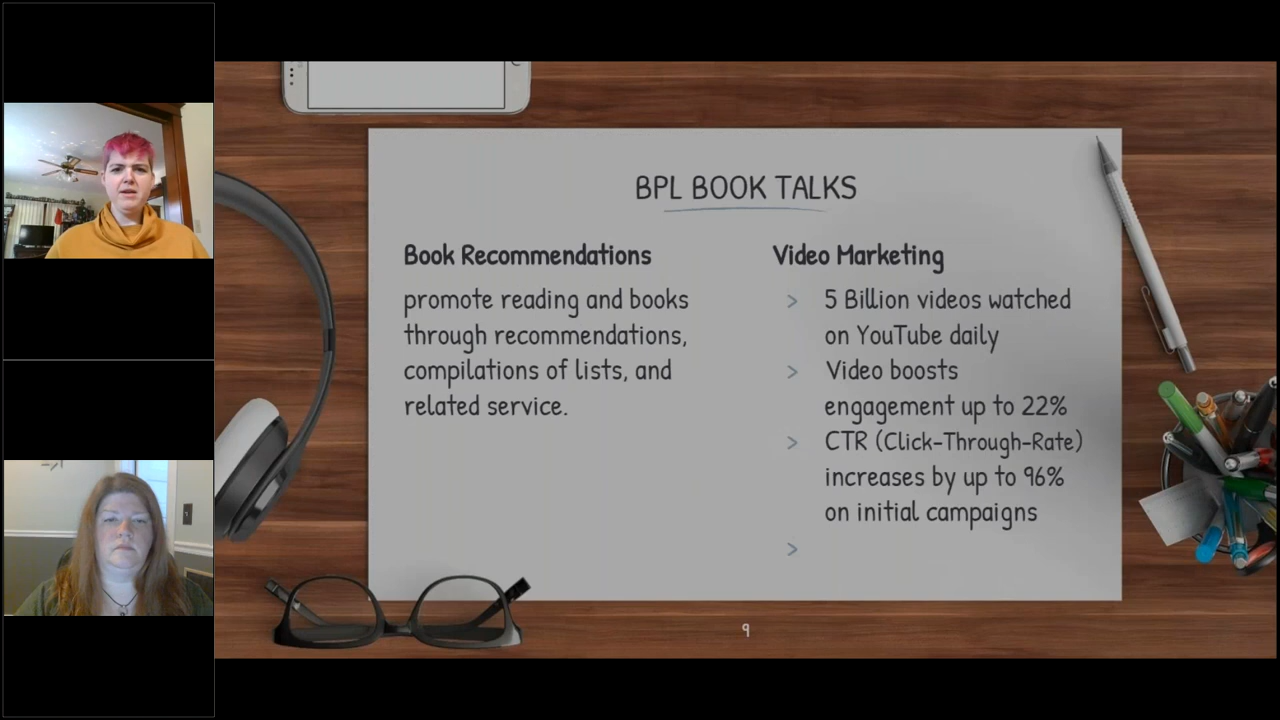 BPL BOOK TALKS
Book Recommendations
promote reading and books
through recommendations,
compilations of lists, and
related service.
Video Marketing
> 5 Billion videos watched
on YouTube daily
> Video boosts
engagement up to 22%
> CTR (Click-Through-Rate)
increases by up to 96%
on initial campaigns
>
9